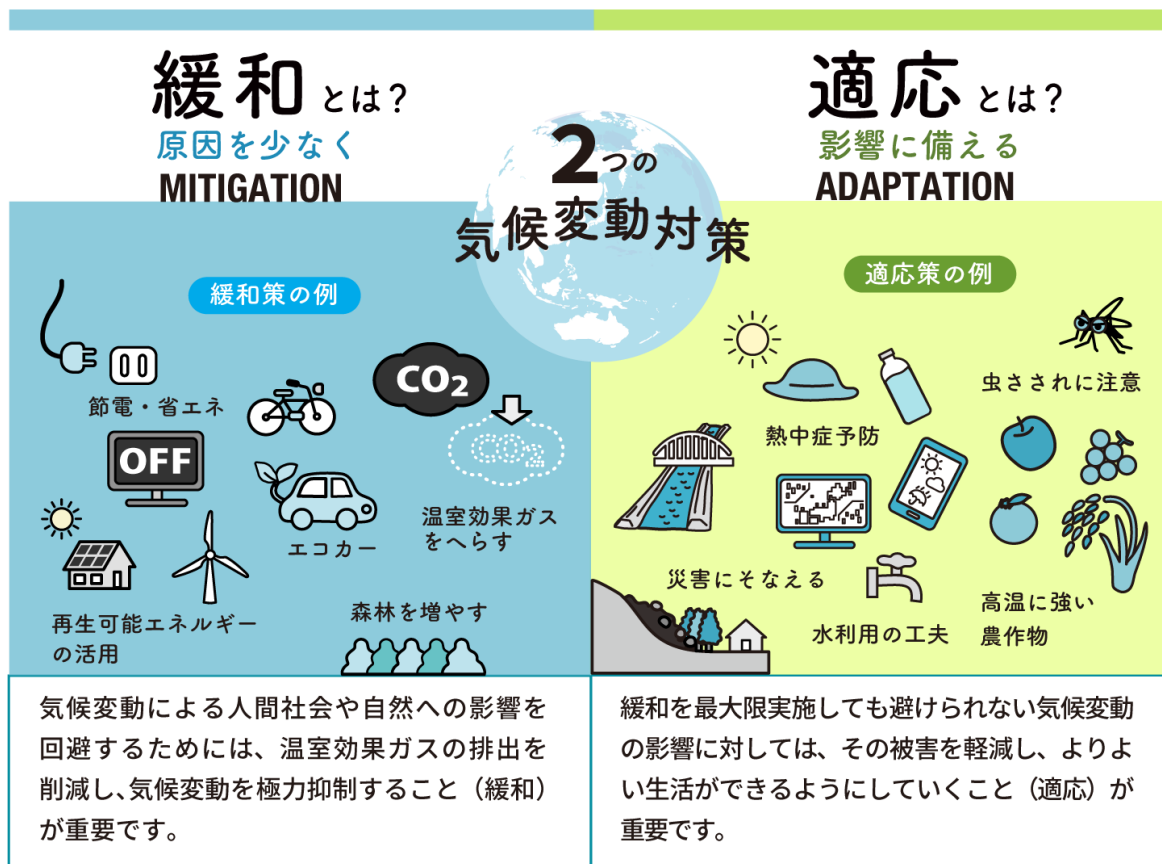 緩和とは？
原因を少なく
MITIGATION
2つの
気候変動対策
適応とは？
影響に備える
ADAPTATION
緩和策の例
節電・省エネ
OFF
CO2
CO2
エコカー
温室効果ガス
をへらす
再生可能エネルギー
の活用
森林を増やす
気候変動による人間社会や自然への影響を
回避するためには、温室効果ガスの排出を
削減し、気候変動を極力抑制すること（緩和）
が重要です。
適応策の例
虫さされに注意
熱中症予防
災害にそなえる
水利用の工夫
高温に強い
農作物
緩和を最大限実施しても避けられない気候変動
の影響に対しては、その被害を軽減し、よりよ
い生活ができるようにしていくこと（適応）が
重要です。